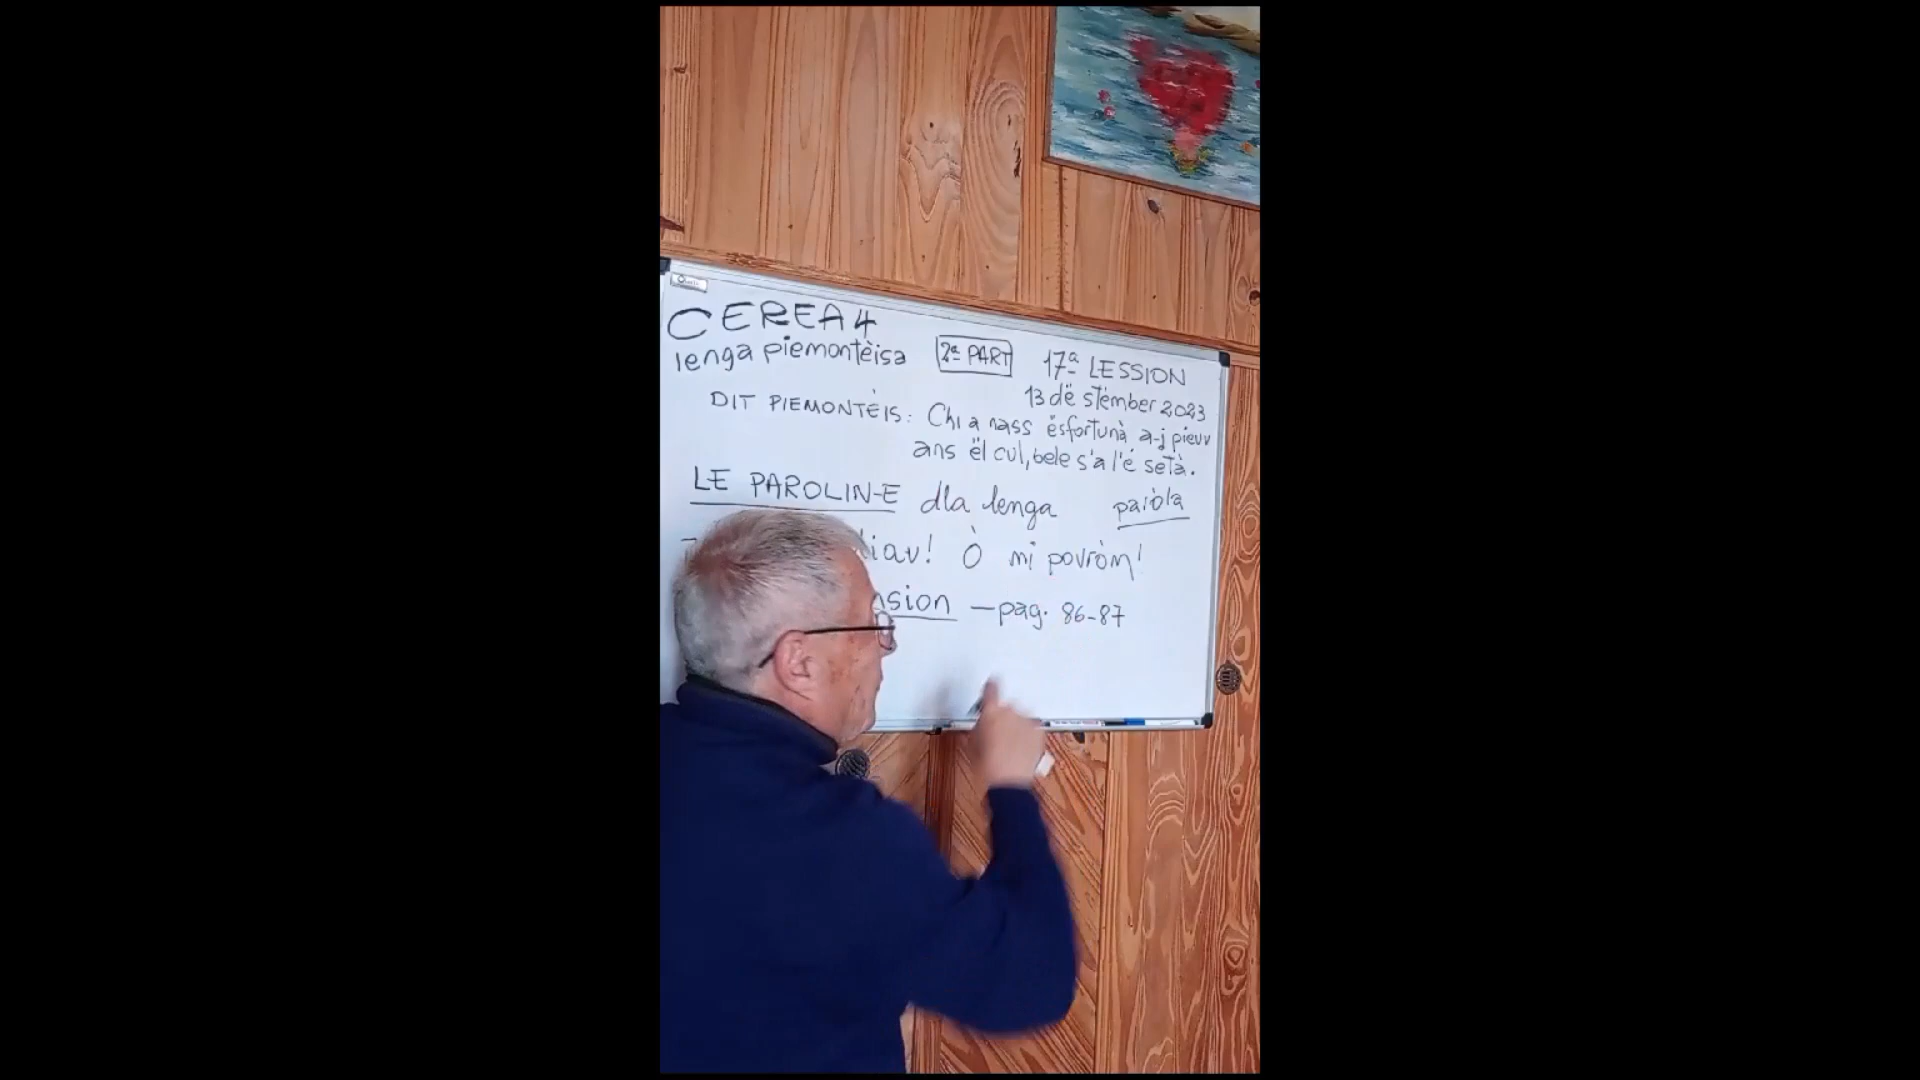 CEREA 4
lenga piemontèisa
2ª PART
17ª LESSION
13 dë stèmber 2023
DIT PIEMONTÈIS: Chi a nass ësfortunà a-j pieuv
ans ël cul, bele s'a l'é setà.
LE PAROLIN-E dla lenga
paròla
Ò mi povròm!
pag. 86-87